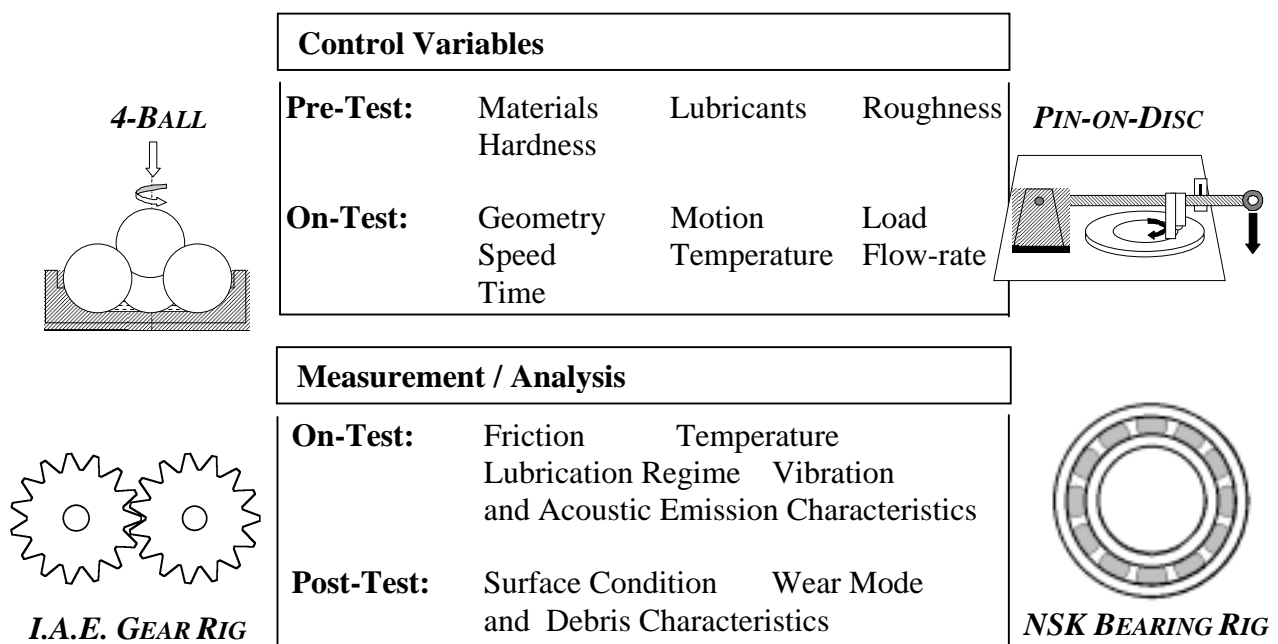 Control Variables
4-BALL
Pre-Test: Materials Lubricants Roughness
Hardness
PIN-ON-DISC
On-Test: Geometry Motion Load
Speed Temperature Flow-rate
Time
Measurement / Analysis
On-Test: Friction Temperature
Lubrication Regime Vibration
and Acoustic Emission Characteristics
Post-Test: Surface Condition Wear Mode
and Debris Characteristics
I.A.E. GEAR RIG
NSK BEARING RIG